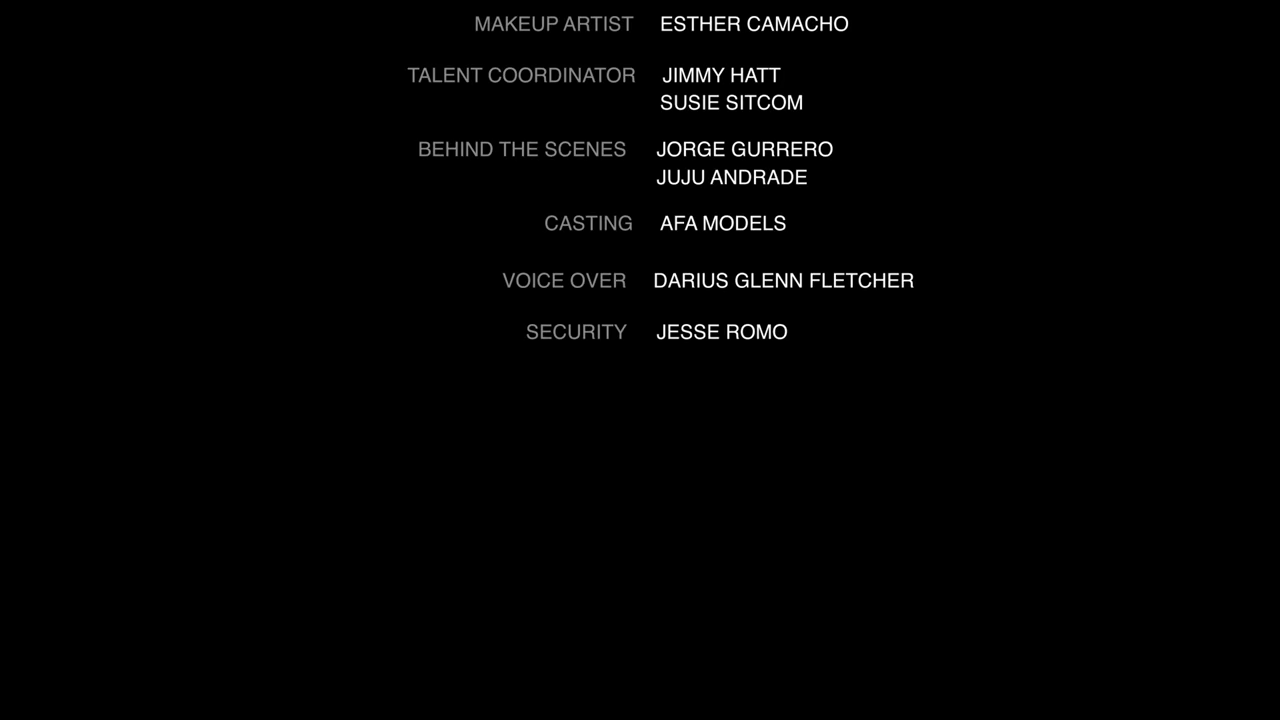 MAKEUP ARTIST ESTHER CAMACHO
TALENT COORDINATOR JIMMY HATT
SUSIE SITCOM
BEHIND THE SCENES JORGE GURRERO
JUJU ANDRADE
CASTING AFA MODELS
VOICE OVER DARIUS GLENN FLETCHER
SECURITY JESSE ROMO